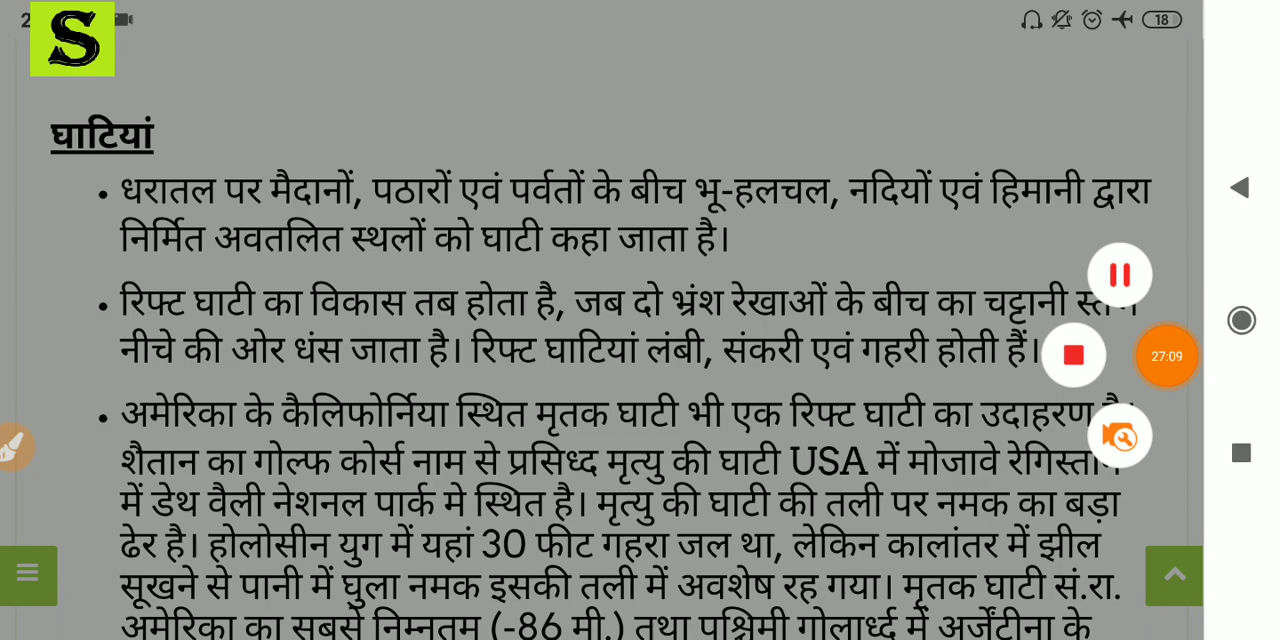 2
S
18
घाटियां
• धरातल पर मैदानों, पठारों एवं पर्वतों के बीच भू-हलचल, नदियों एवं हिमानी द्वारा
निर्मित अवतलित स्थलों को घाटी कहा जाता है।
• रिफ्ट घाटी का विकास तब होता है, जब दो भ्रंश रेखाओं के बीच का चट्टानी
नीचे की ओर धंस जाता है। रिफ्ट घाटियां लंबी, संकरी एवं गहरी होती हैं।
27:09
• अमेरिका के कैलिफोर्निया स्थित मृतक घाटी भी एक रिफ्ट घाटी का उदाहरण है।
शैतान का गोल्फ कोर्स नाम से प्रसिध्द मृत्यु की घाटी USA में मोजावे रेगिस्तान
में डेथ वैली नेशनल पार्क मे स्थित है। मृत्यु की घाटी की तली पर नमक का बड़ा
ढेर है। होलोसीन युग में यहां 30 फीट गहरा जल था, लेकिन कालांतर में झील
सूखने से पानी में घुला नमक इसकी तली में अवशेष रह गया। मृतक घाटी सं.रा.
अमेरिका का सबसे निम्नतम (-86 मी.) तथा पश्चिमी गोलार्ध्द में अर्जेंटीना के